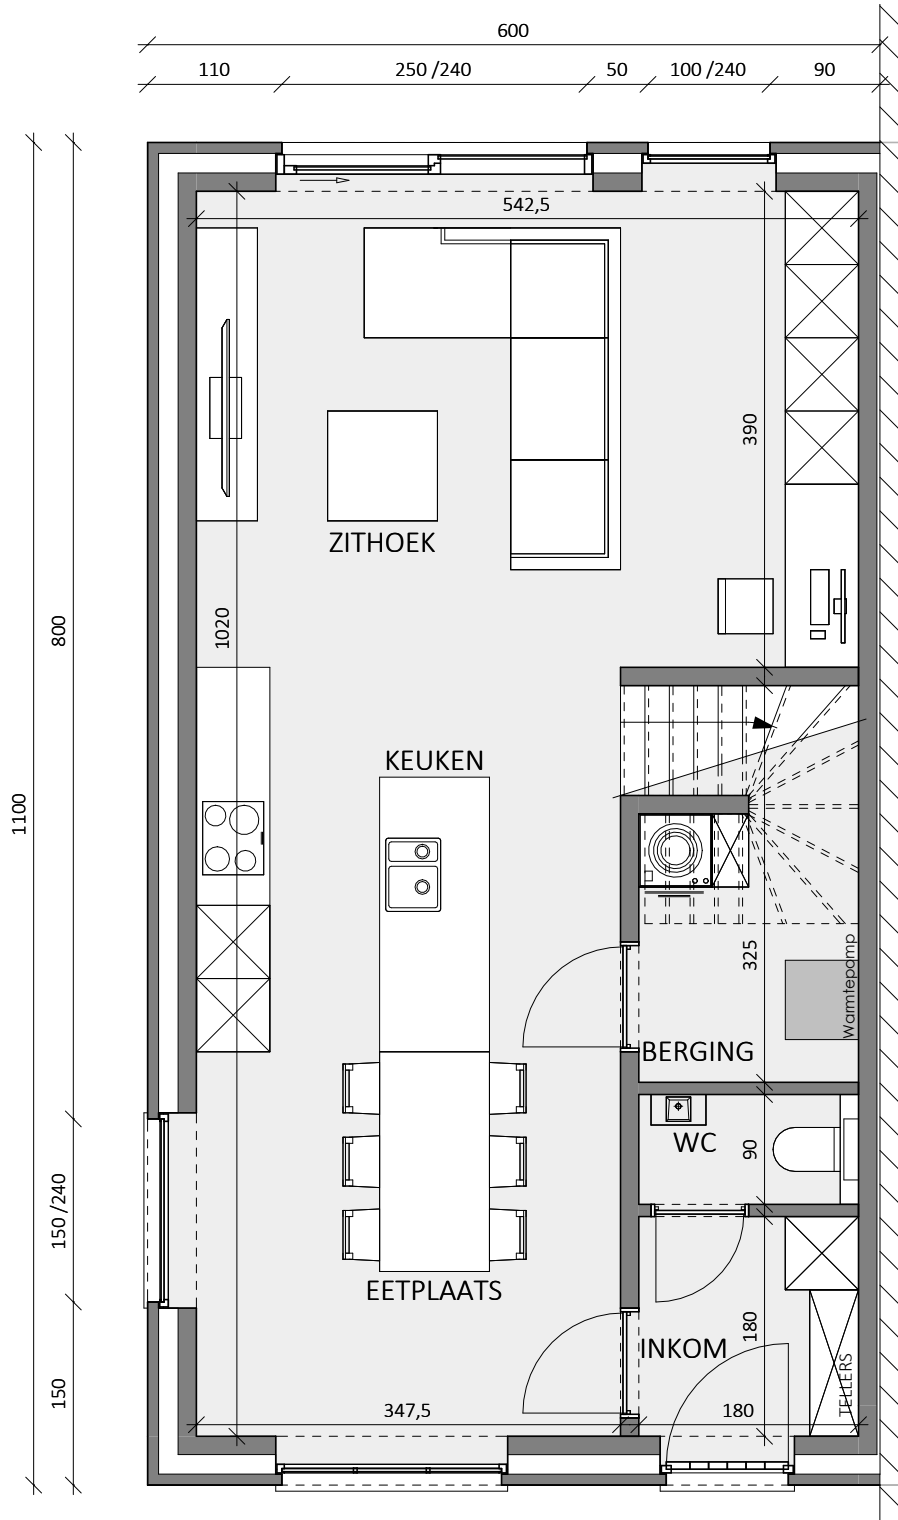 600
110
250 /240
50
100 /240
90
542,5
390
ZITHOEK
800
1020
KEUKEN
1100
325
Warmtepomp
BERGING
WC
90
150 /240
EETPLAATS
180
INKOM
TELLERS
150
347,5
180